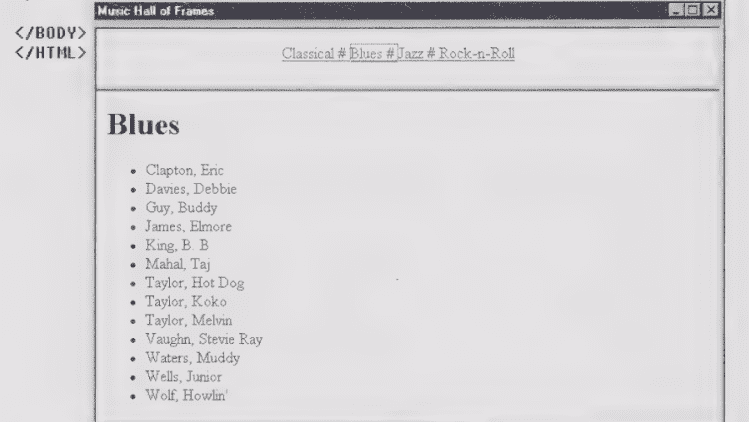 Music Hall of Frames
</BODY>
</HTML>
Classical # Blues # Jazz # Rock-n-Roll
Blues
• Clapton, Eric
• Davies, Debbie
• Guy, Buddy
• James, Elmore
• King, B. B
• Mahal, Taj
• Taylor, Hot Dog
• Taylor, Koko
• Taylor, Melvin
• Vaughn, Stevie Ray
• Waters, Muddy
• Wells, Junior
• Wolf, Howlin'